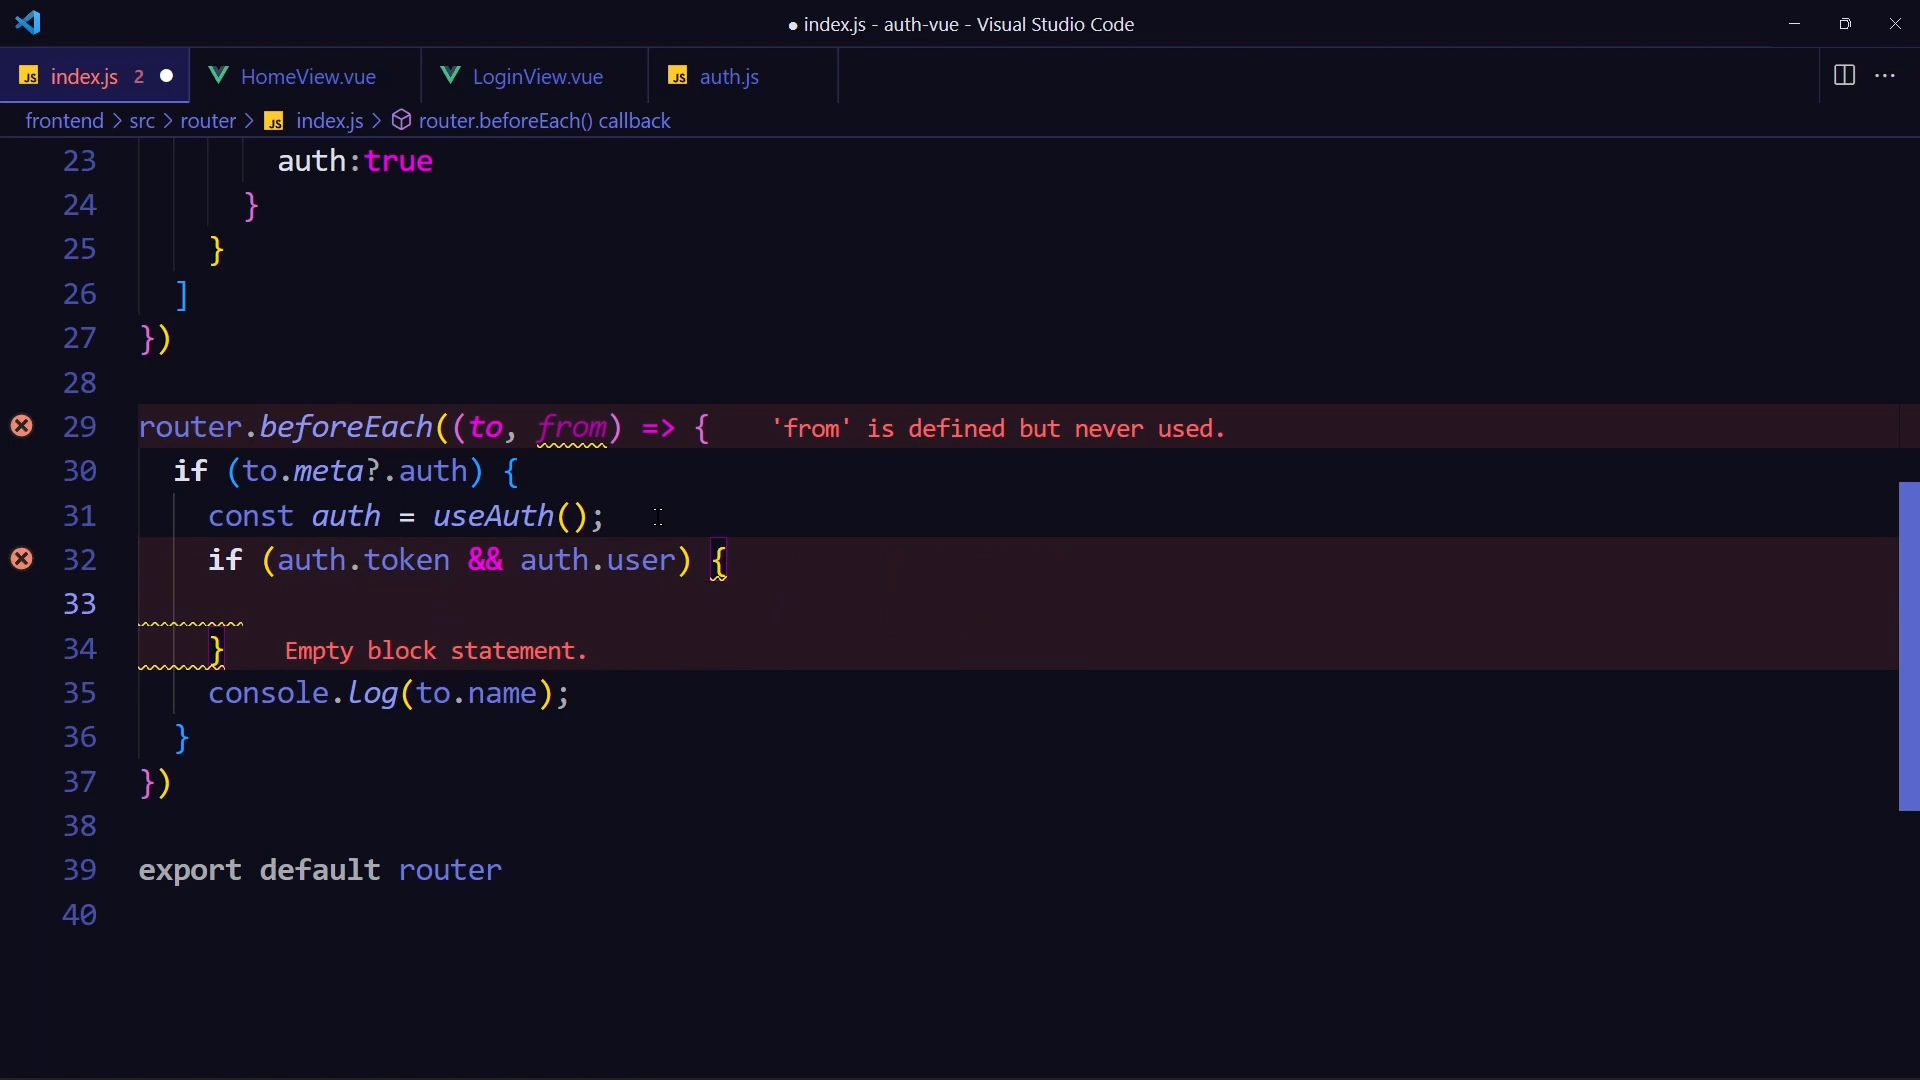 ● index.js - auth-vue - Visual Studio Code
JS index.js 2 ● HomeView.vue LoginView.vue JS auth.js
frontend > src > router > JS index.js > router.beforeEach() callback
23 auth:true
24 }
25 }
26 ]
27 })
28
29 router.beforeEach((to, from) => { 'from' is defined but never used.
30 if (to.meta?.auth) {
31 const auth = useAuth();
32 if (auth.token && auth.user) {
33
34 } Empty block statement.
35 console.log(to.name);
36 }
37 })
38
39 export default router
40